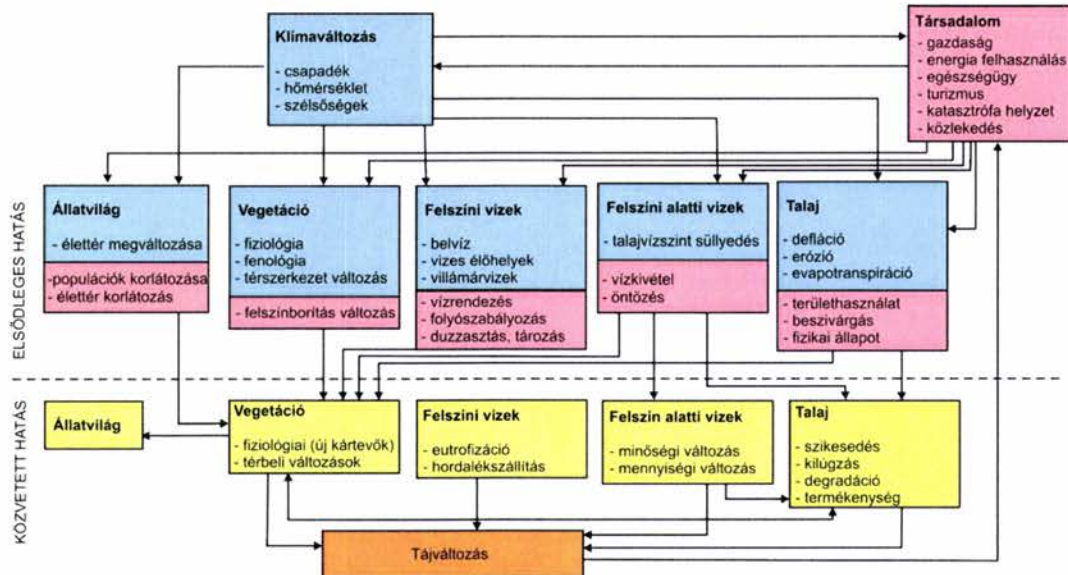 Klímaváltozás
- csapadék
- hőmérséklet
- szélsőségek
Társadalom
- gazdaság
- energia felhasználás
- egészségügy
- turizmus
- katasztrófa helyzet
- közlekedés
ELSŐDLEGES HATÁS
Állatvilág
- élettér megváltozása
-populációk korlátozása
- élettér korlátozás
Vegetáció
- fiziológia
- fenológia
- térszerkezet változás
- felszínborítás változás
Felszíni vizek
- belvíz
- vizes élőhelyek
- villámárvizek
- vízrendezés
- folyószabályozás
- duzzasztás, tározás
Felszíni alatti vizek
- talajvízszint süllyedés
- vízkivétel
- öntözés
Talaj
- defláció
- erózió
- evapotranspiráció
- területhasználat
- beszivárgás
- fizikai állapot
KÖZVETETT HATÁS
Állatvilág
Vegetáció
- fiziológiai (új kártevők)
- térbeli változások
Felszíni vizek
- eutrofizáció
- hordalékszállítás
Felszín alatti vizek
- minőségi változás
- mennyiségi változás
Talaj
- szikesedés
- kilúgzás
- degradáció
- termékenység
Tájváltozás